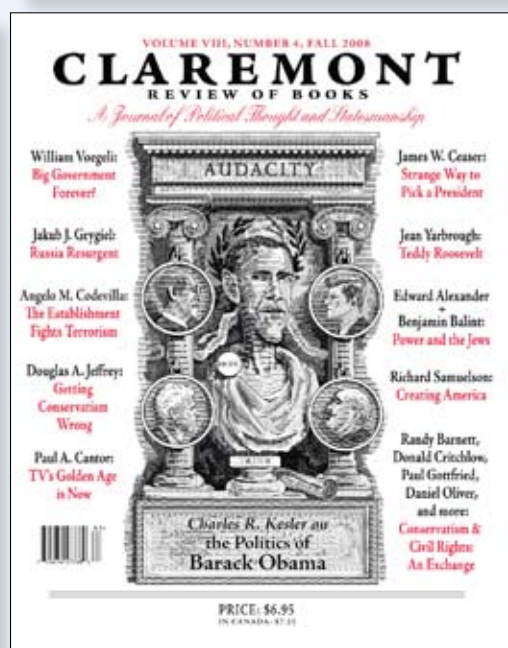 VOLUME VIII, NUMBER 4, FALL 2008
CLAREMONT
REVIEW OF BOOKS
A Journal of Political Thought and Statesmanship
William Voegeli:
Big Government
Forever?
Jakub J. Grygiel:
Russia Resurgent
Angelo M. Codevilla:
The Establishment
Fights Terrorism
Douglas A. Jeffrey:
Getting
Conservatism
Wrong
Paul A. Cantor:
TV's Golden Age
is Now
AUDACITY
Charles R. Kesler on
the Politics of
Barack Obama
James W. Ceaser:
Strange Way to
Pick a President
Jean Yarbrough:
Teddy Roosevelt
Edward Alexander
+
Benjamin Balint:
Power and the Jews
Richard Samuelson:
Creating America
Randy Barnett,
Donald Critchlow,
Paul Gottfried,
Daniel Oliver,
and more:
Conservatism &
Civil Rights:
An Exchange
PRICE: $6.95
IN CANADA: